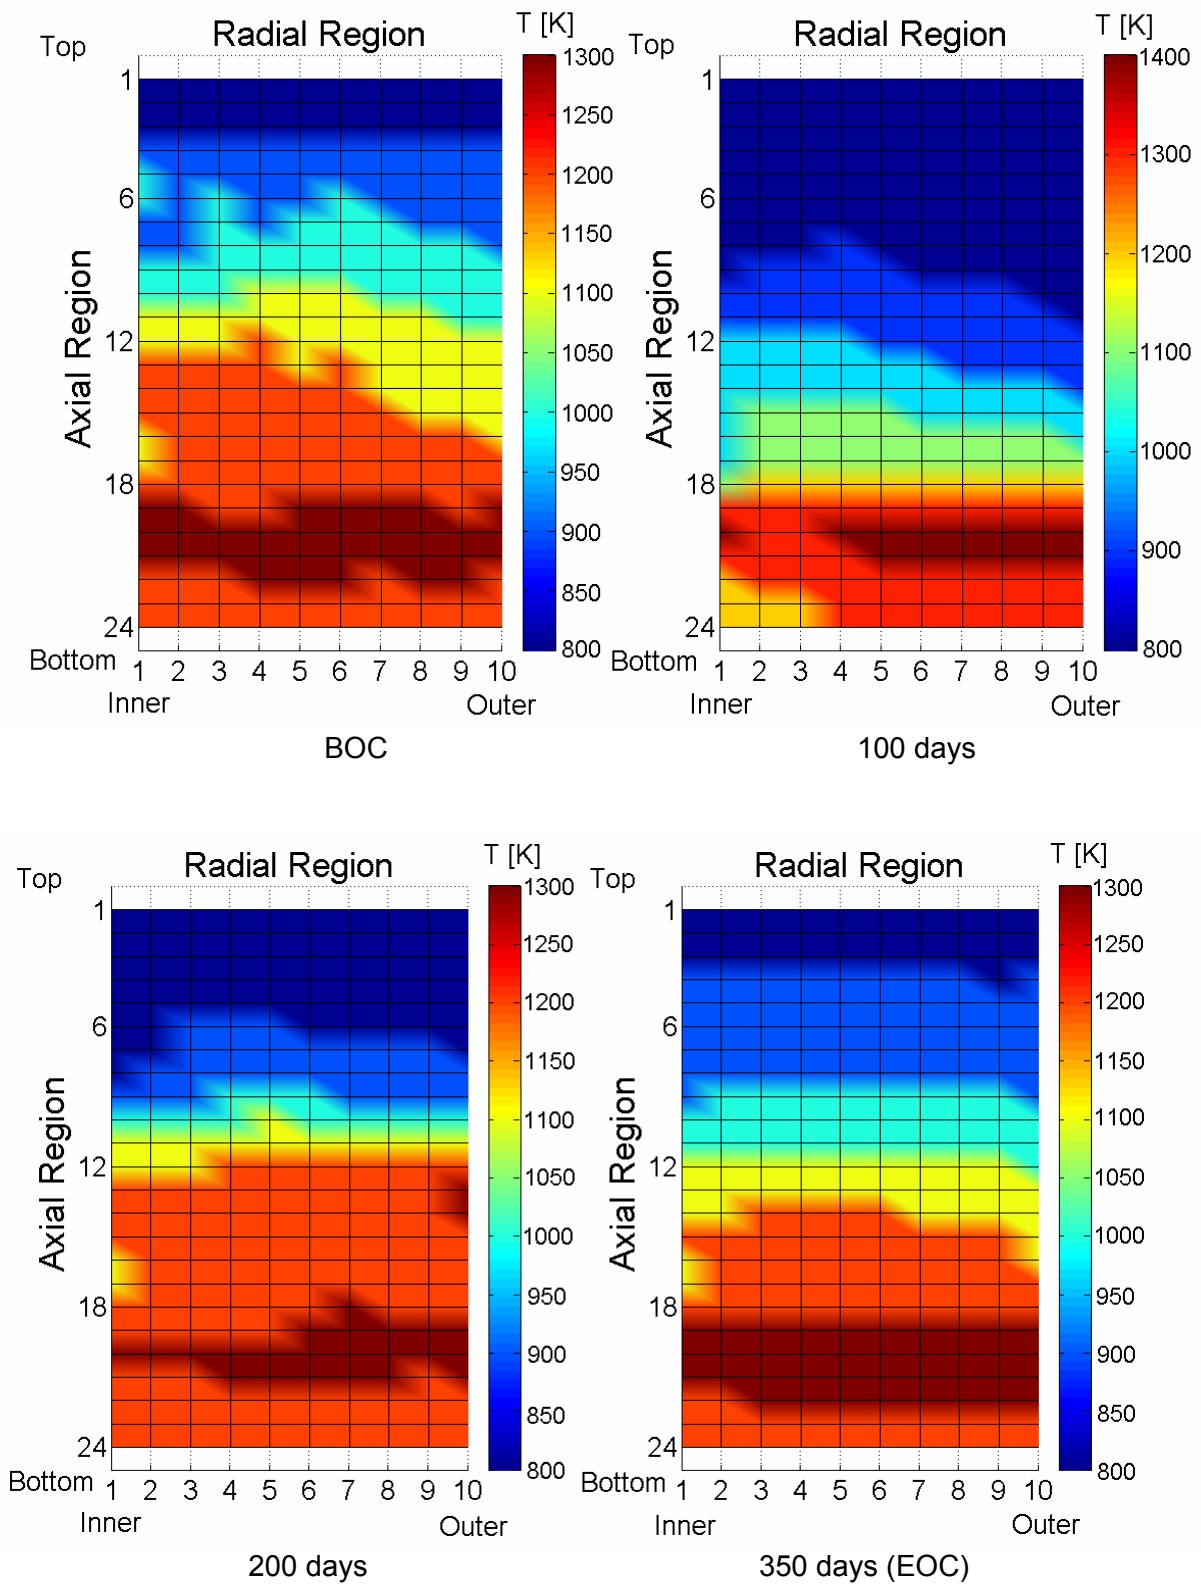 Top
Radial Region
T [K]
1
6
12
18
24
Axial Region
1300
1250
1200
1150
1100
1050
1000
950
900
850
800
Bottom
1 2 3 4 5 6 7 8 9 10
Inner
Outer
BOC
Top
Radial Region
T [K]
1
6
12
18
24
Axial Region
1400
1300
1200
1100
1000
900
800
Bottom
1 2 3 4 5 6 7 8 9 10
Inner
Outer
100 days
Top
Radial Region
T [K]
1
6
12
18
24
Axial Region
1300
1250
1200
1150
1100
1050
1000
950
900
850
800
Bottom
1 2 3 4 5 6 7 8 9 10
Inner
Outer
200 days
Top
Radial Region
T [K]
1
6
12
18
24
Axial Region
1300
1250
1200
1150
1100
1050
1000
950
900
850
800
Bottom
1 2 3 4 5 6 7 8 9 10
Inner
Outer
350 days (EOC)